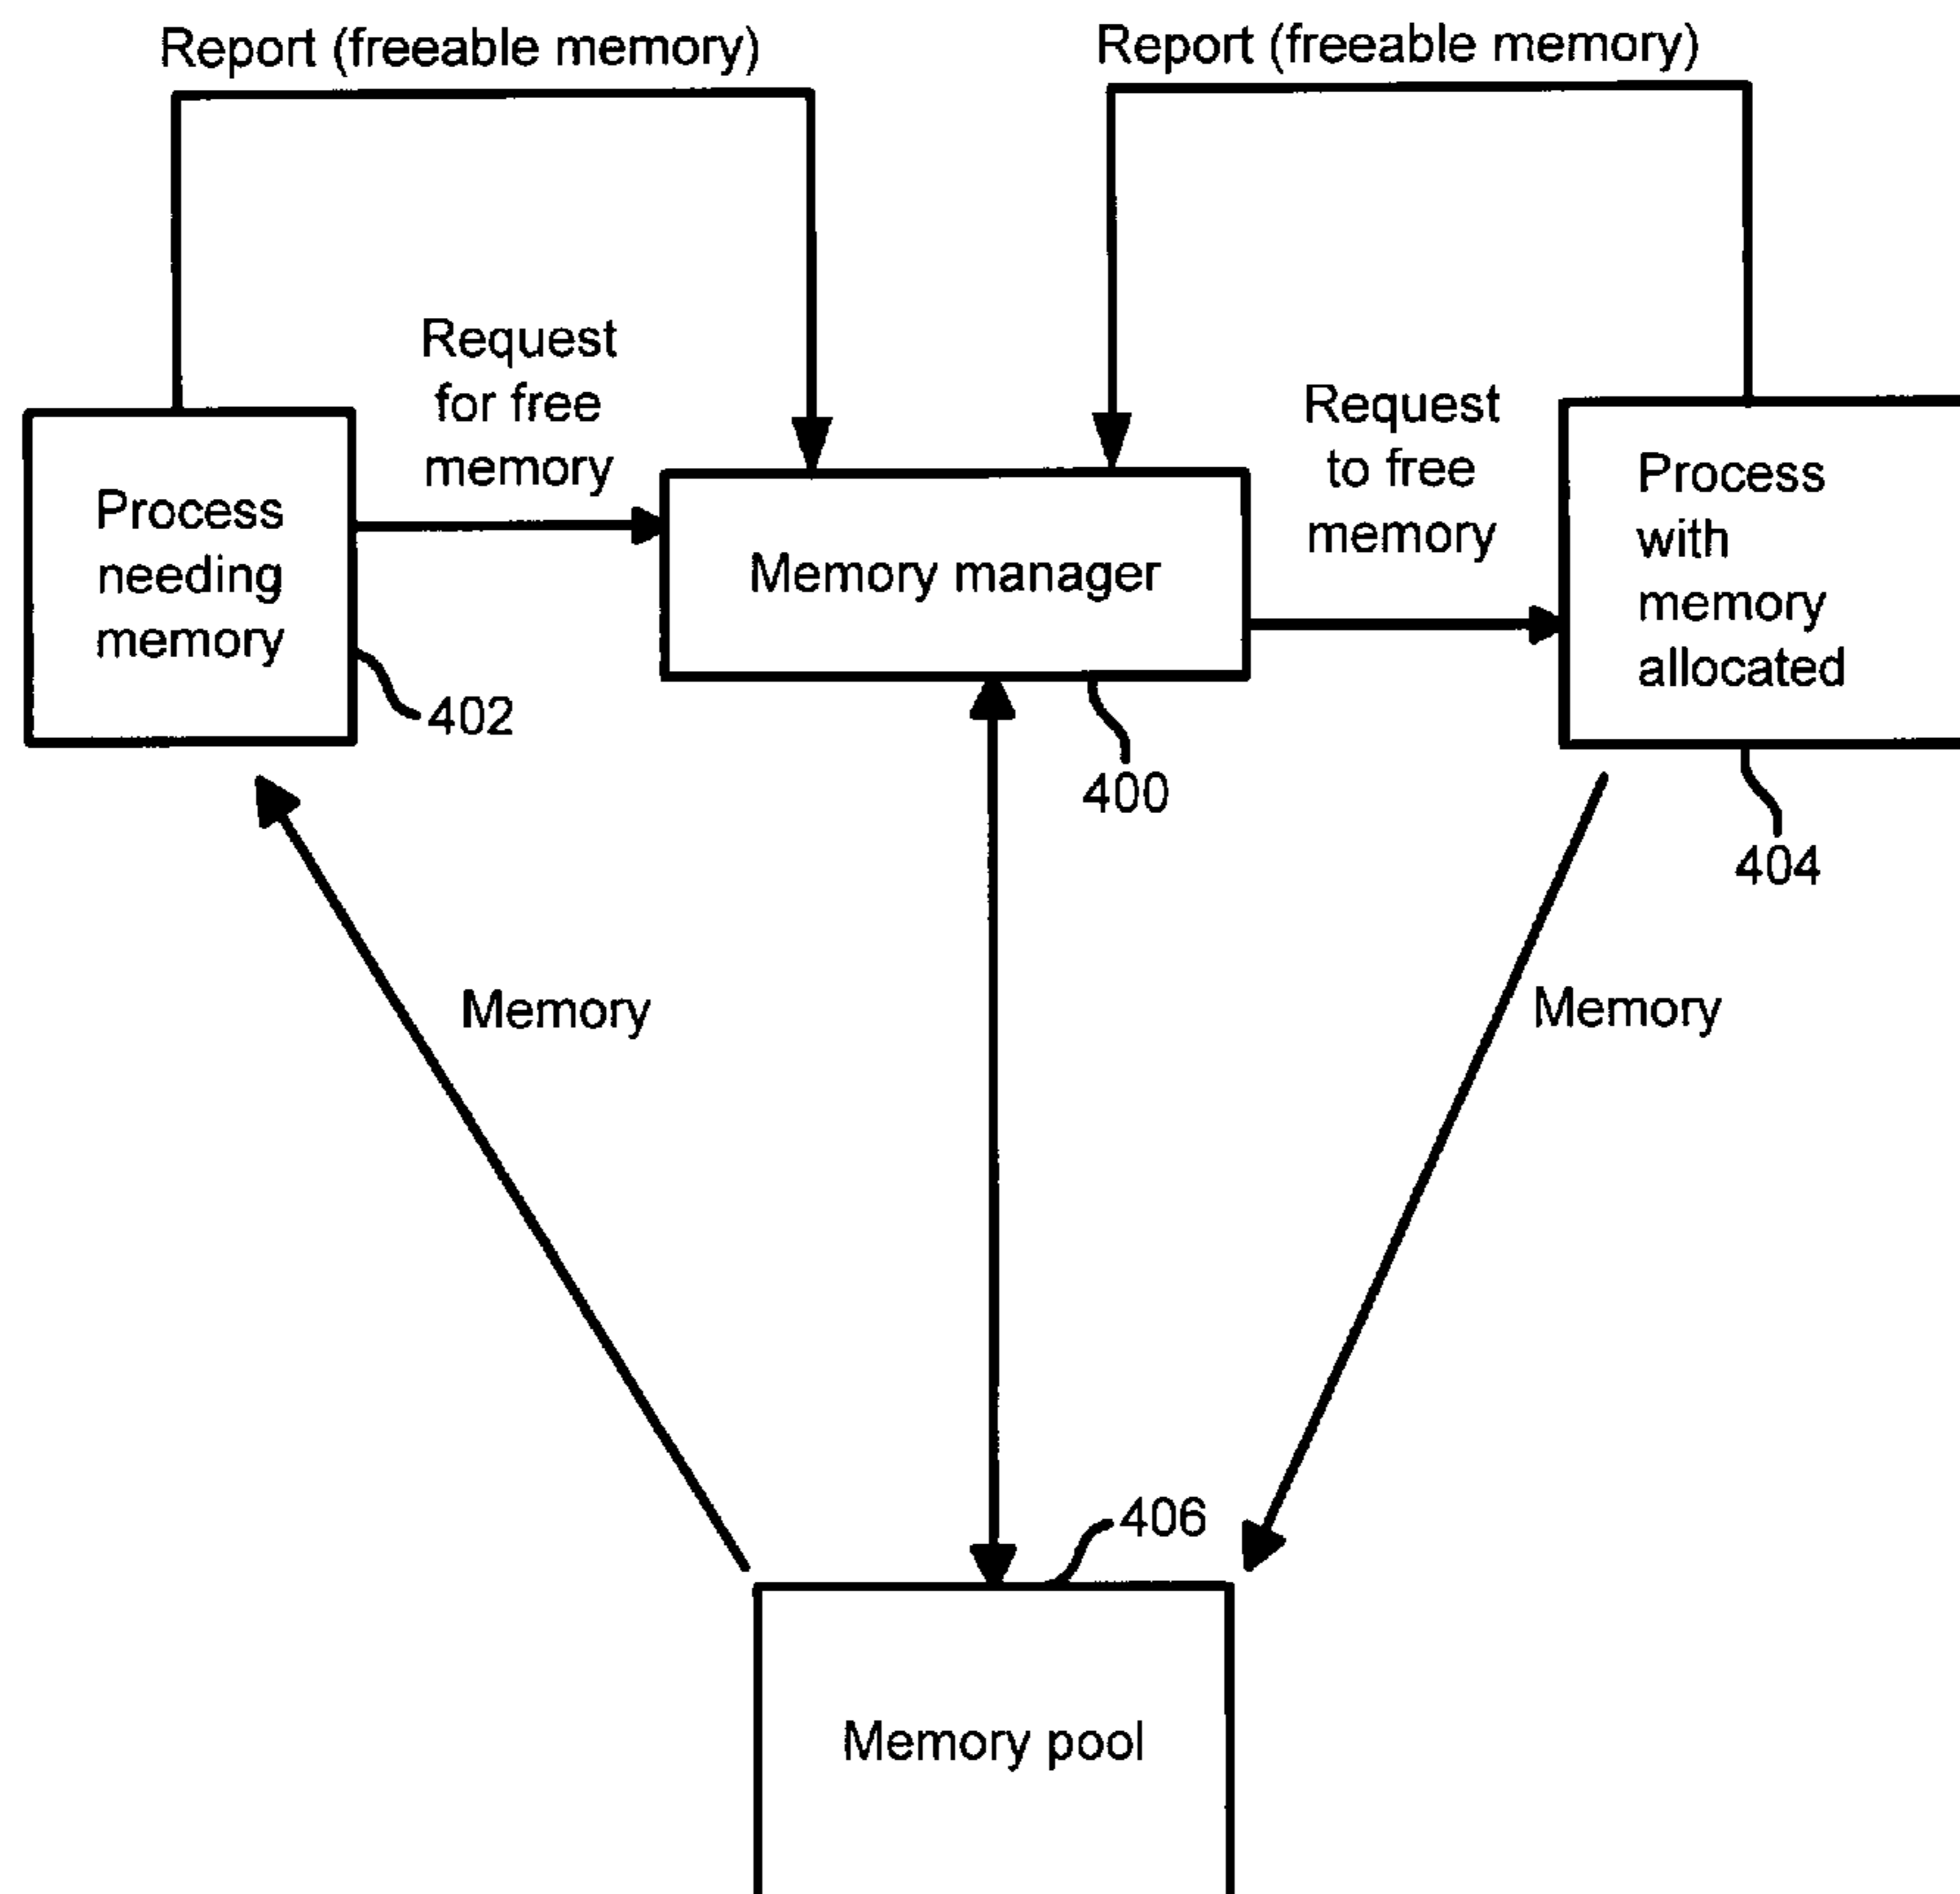 Report (freeable memory)
Report (freeable memory)
Request
for free
memory
Request
to free
memory
Process
needing
memory
Memory manager
Process
with
memory
allocated
402
400
404
Memory
Memory
406
Memory pool